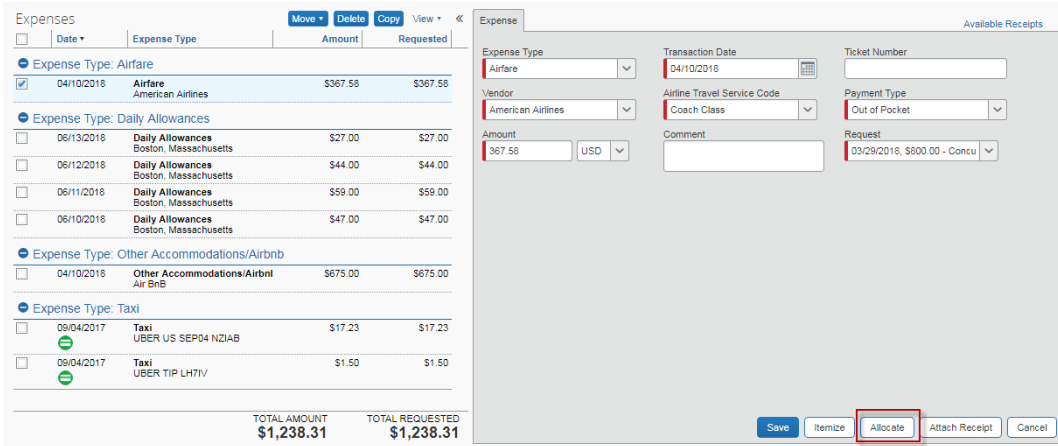 Expenses
Move ▾ Delete Copy View ▾ «
Date ▾ Expense Type Amount Requested
Expense Type: Airfare
04/10/2018 Airfare $367.58 $367.58
American Airlines
Expense Type: Daily Allowances
06/13/2018 Daily Allowances $27.00 $27.00
Boston, Massachusetts
06/12/2018 Daily Allowances $44.00 $44.00
Boston, Massachusetts
06/11/2018 Daily Allowances $59.00 $59.00
Boston, Massachusetts
06/10/2018 Daily Allowances $47.00 $47.00
Boston, Massachusetts
Expense Type: Other Accommodations/Airbnb
04/10/2018 Other Accommodations/Airbnl $675.00 $675.00
Air BnB
Expense Type: Taxi
09/04/2017 Taxi $17.23 $17.23
UBER US SEP04 NZIAB
09/04/2017 Taxi $1.50 $1.50
UBER TIP LH7IV
TOTAL AMOUNT TOTAL REQUESTED
$1,238.31 $1,238.31
Expense
Available Receipts
Expense Type Transaction Date Ticket Number
Airfare 04/10/2018
Vendor Airline Travel Service Code Payment Type
American Airlines Coach Class Out of Pocket
Amount Comment Request
367.58 USD 03/29/2018, $800.00 - Concu
Save Itemize Allocate Attach Receipt Cancel